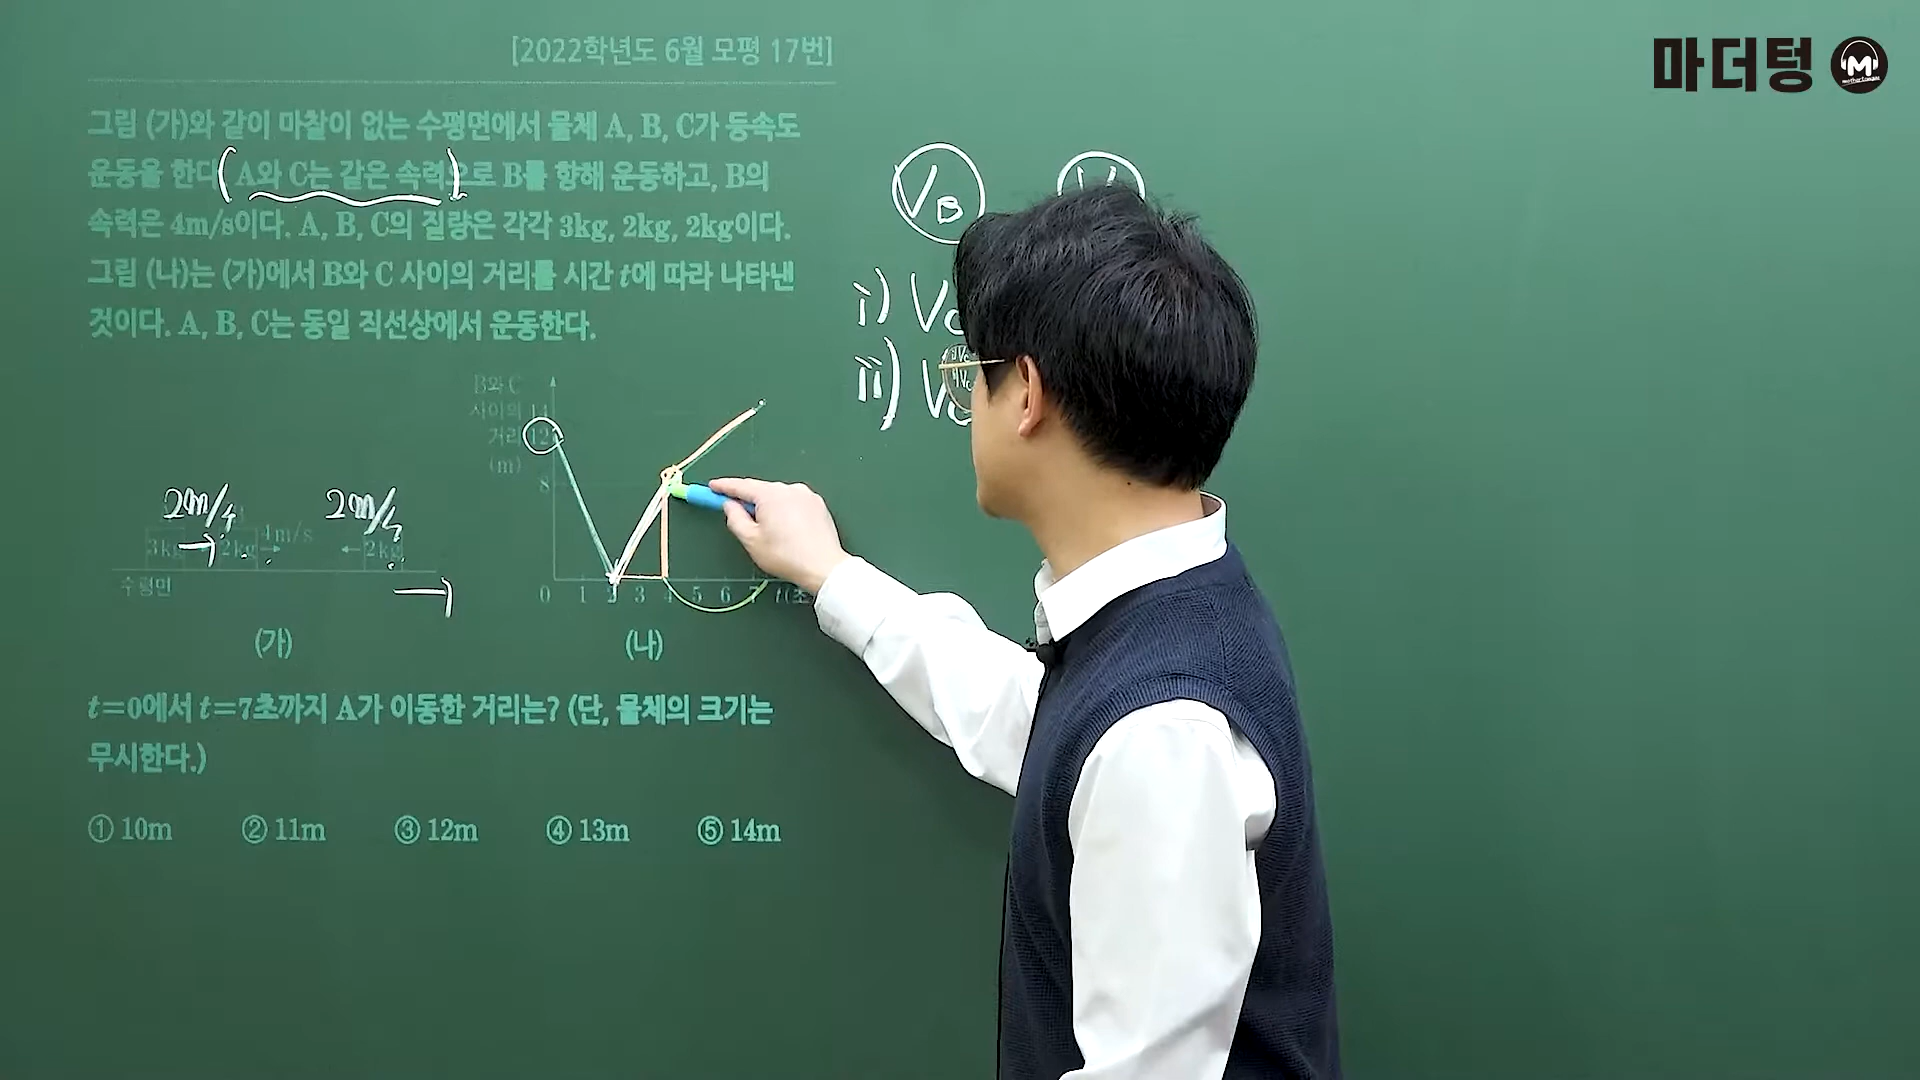 마더텅 M
[2022학년도 6월 모평 17번]
그림 (가)와 같이 마찰이 없는 수평면에서 물체 A, B, C가 등속도
운동을 한다. (A와 C는 같은 속력)으로 B를 향해 운동하고, B의
속력은 4m/s이다. A, B, C의 질량은 각각 3kg, 2kg, 2kg이다.
그림 (나)는 (가)에서 B와 C 사이의 거리를 시간 t에 따라 나타낸
것이다. A, B, C는 동일 직선상에서 운동한다.
V_B
i) V_C
ii) V_C
B와 C
사이의 14
거리 12
(m)
8
2m/s 2m/s
3kg 2kg 4m/s 2kg
수평면
0 1 2 3 4 5 6 7 t(초
(가) (나)
t=0에서 t=7초까지 A가 이동한 거리는? (단, 물체의 크기는
무시한다.)
① 10m ② 11m ③ 12m ④ 13m ⑤ 14m